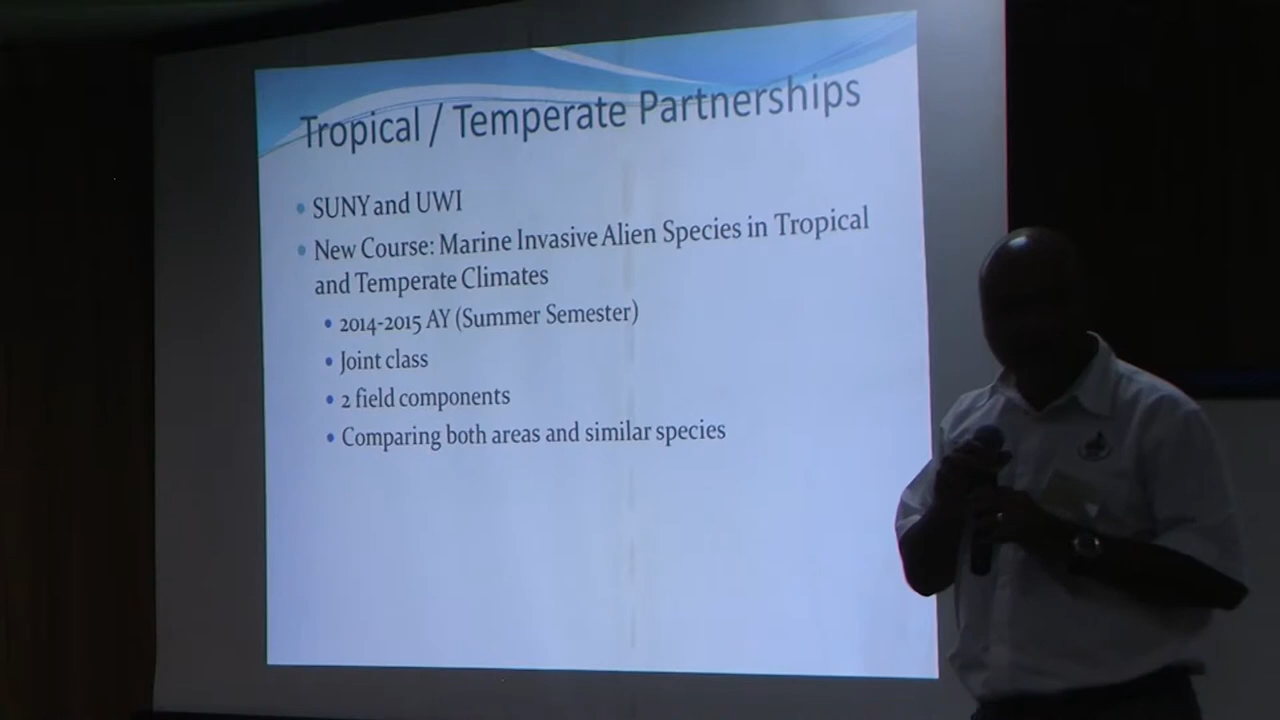 Tropical / Temperate Partnerships
SUNY and UWI
New Course: Marine Invasive Alien Species in Tropical
and Temperate Climates
2014-2015 AY (Summer Semester)
Joint class
2 field components
Comparing both areas and similar species